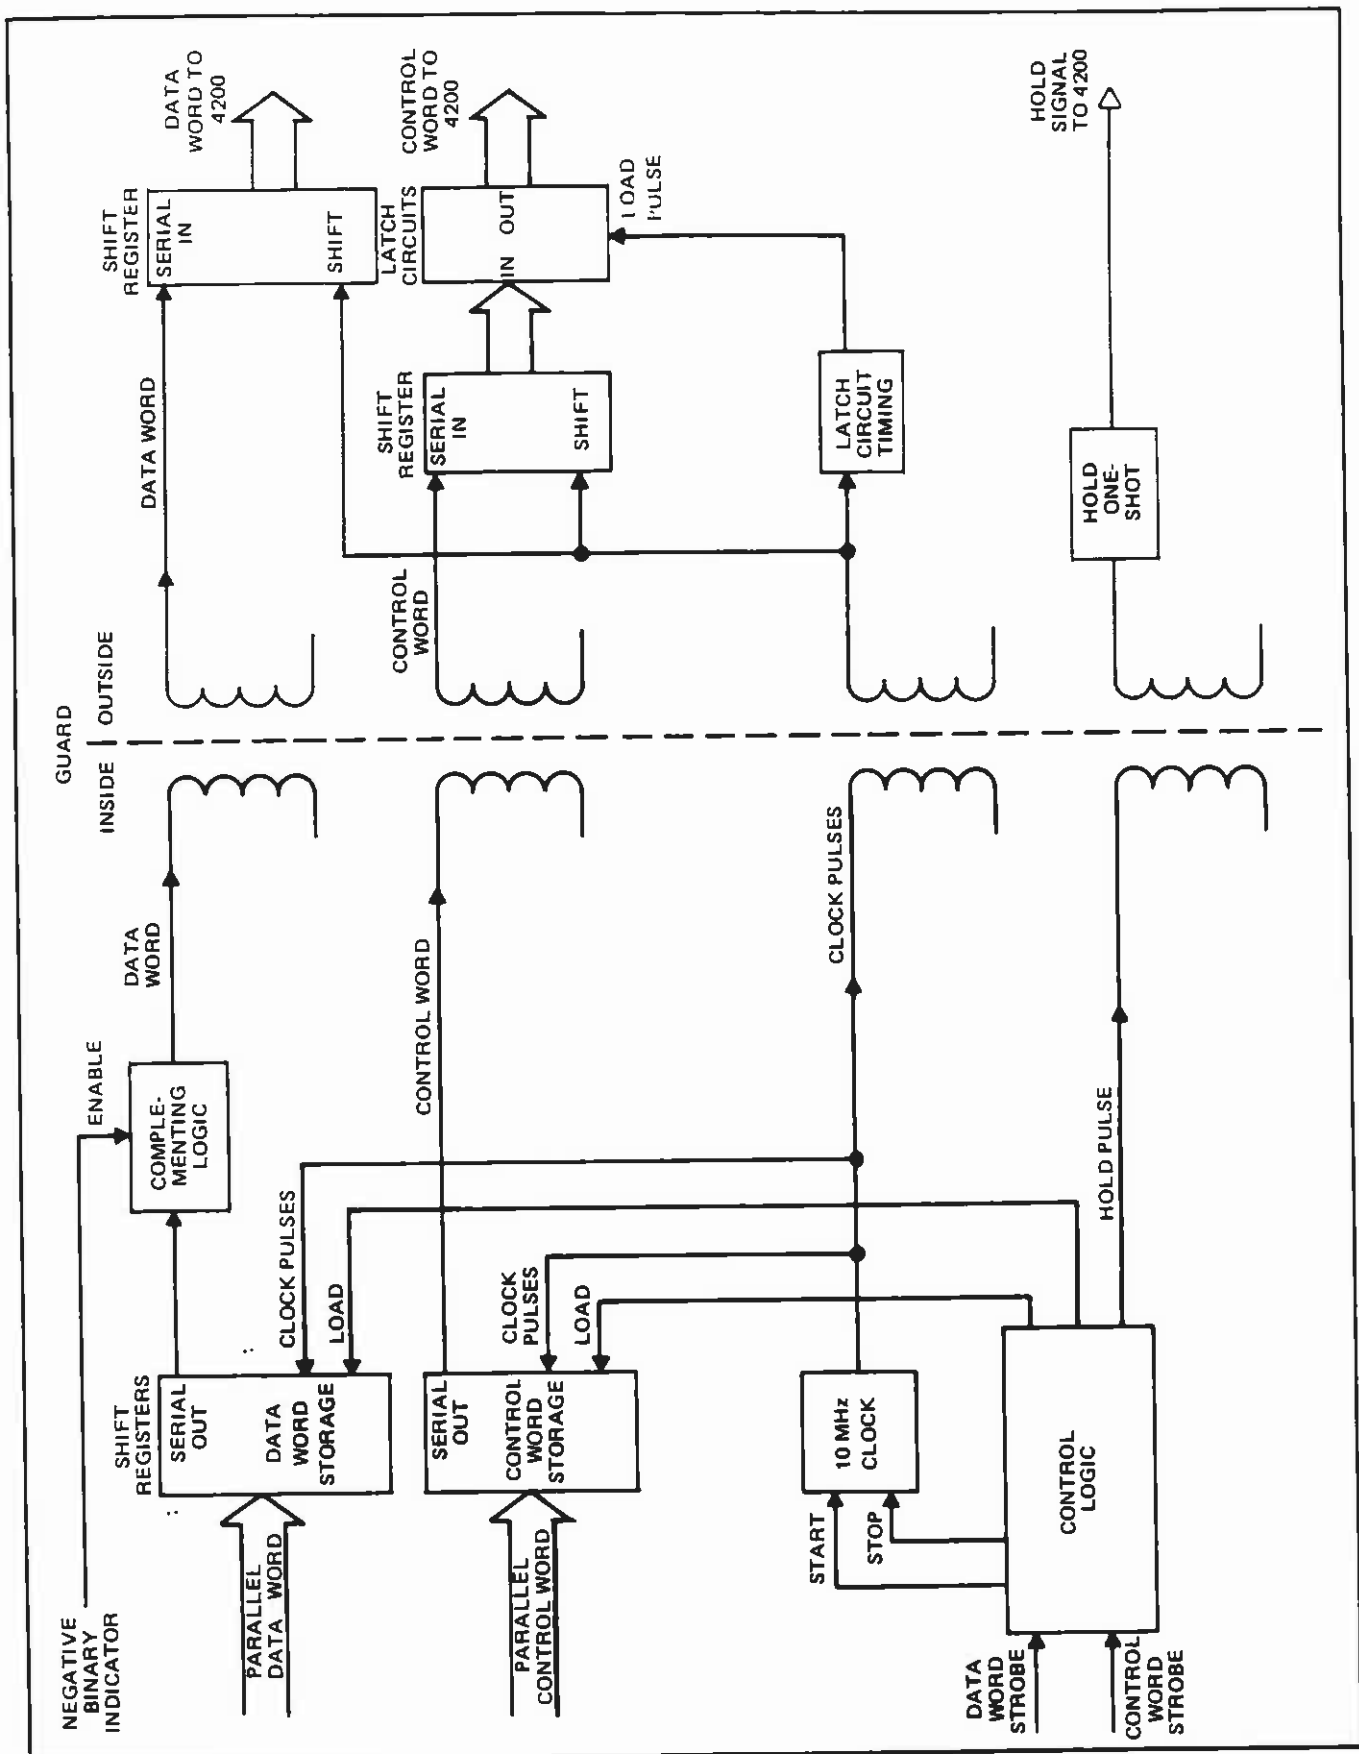 NEGATIVE
BINARY
INDICATOR
PARALLEL
DATA WORD
PARALLEL
CONTROL WORD
DATA
WORD
STROBE
CONTROL
WORD
STROBE
SHIFT
REGISTERS
SERIAL
OUT
DATA
WORD
STORAGE
SERIAL
OUT
CONTROL
WORD
STORAGE
START
STOP
10 MHz
CLOCK
CONTROL
LOGIC
CLOCK PULSES
LOAD
CLOCK
PULSES
LOAD
ENABLE
COMPLE-
MENTING
LOGIC
DATA
WORD
CONTROL WORD
CLOCK PULSES
HOLD PULSE
GUARD
INSIDE
OUTSIDE
DATA WORD
CONTROL
WORD
SHIFT
REGISTER
SERIAL
IN
SHIFT
SHIFT
REGISTER
SERIAL
IN
SHIFT
LATCH
CIRCUITS
IN OUT
LATCH
CIRCUIT
TIMING
LOAD
PULSE
HOLD
ONE-
SHOT
DATA
WORD TO
4200
CONTROL
WORD TO
4200
HOLD
SIGNAL
TO 4200